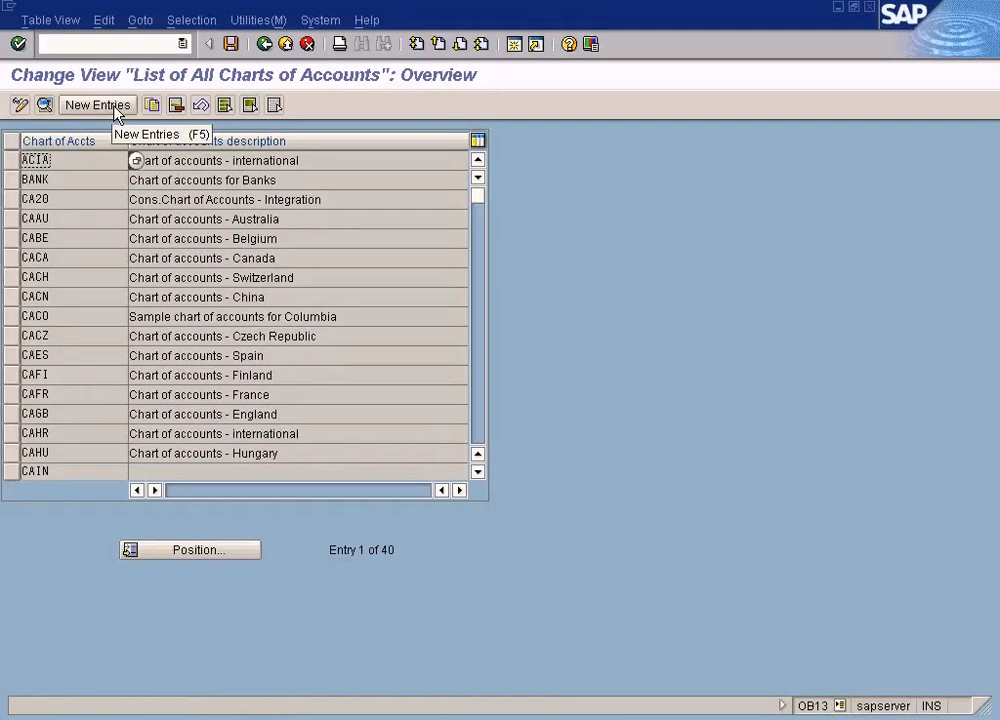 Table View Edit Goto Selection Utilities(M) System Help
SAP
Change View "List of All Charts of Accounts": Overview
New Entries
New Entries (F5)
Chart of Accts description
ACIA art of accounts - international
BANK Chart of accounts for Banks
CA20 Cons.Chart of Accounts - Integration
CAAU Chart of accounts - Australia
CABE Chart of accounts - Belgium
CACA Chart of accounts - Canada
CACH Chart of accounts - Switzerland
CACN Chart of accounts - China
CACO Sample chart of accounts for Columbia
CACZ Chart of accounts - Czech Republic
CAES Chart of accounts - Spain
CAFI Chart of accounts - Finland
CAFR Chart of accounts - France
CAGB Chart of accounts - England
CAHR Chart of accounts - international
CAHU Chart of accounts - Hungary
CAIN
Position... Entry 1 of 40
OB13 sapserver INS